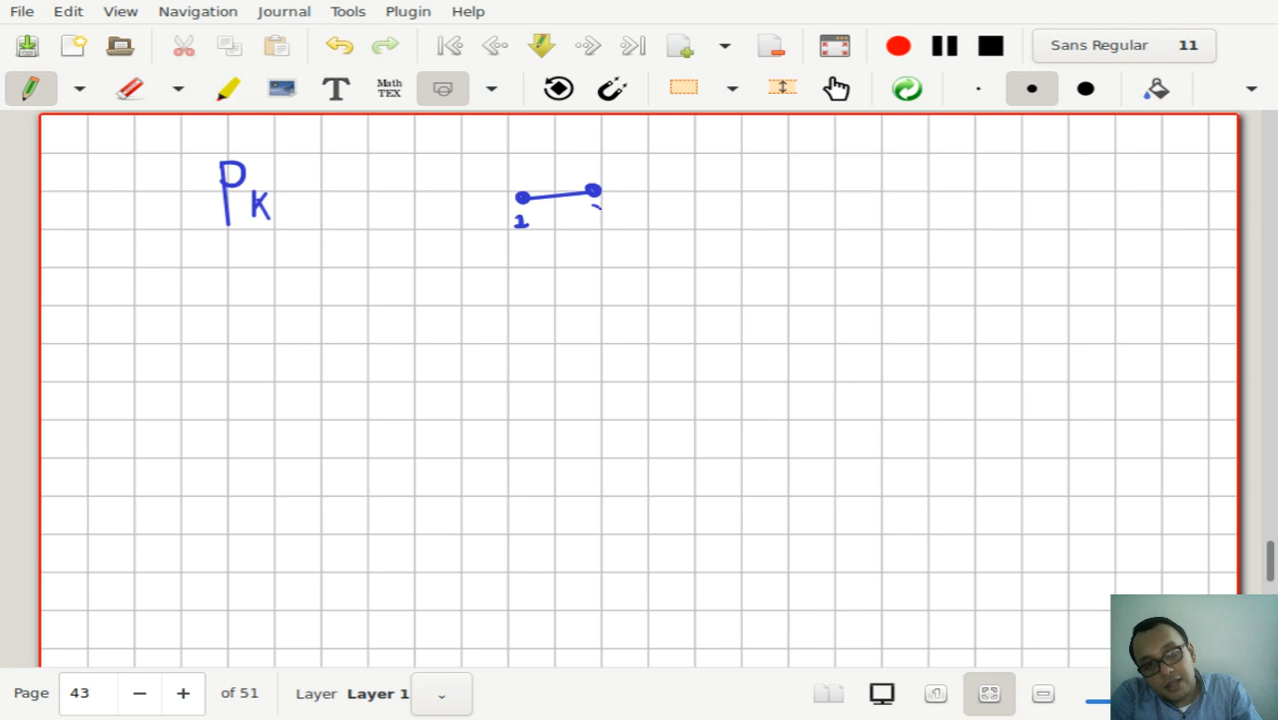 File Edit View Navigation Journal Tools Plugin Help
Sans Regular 11
T Math TEX
P K
1
Page 43 of 51 Layer Layer 1